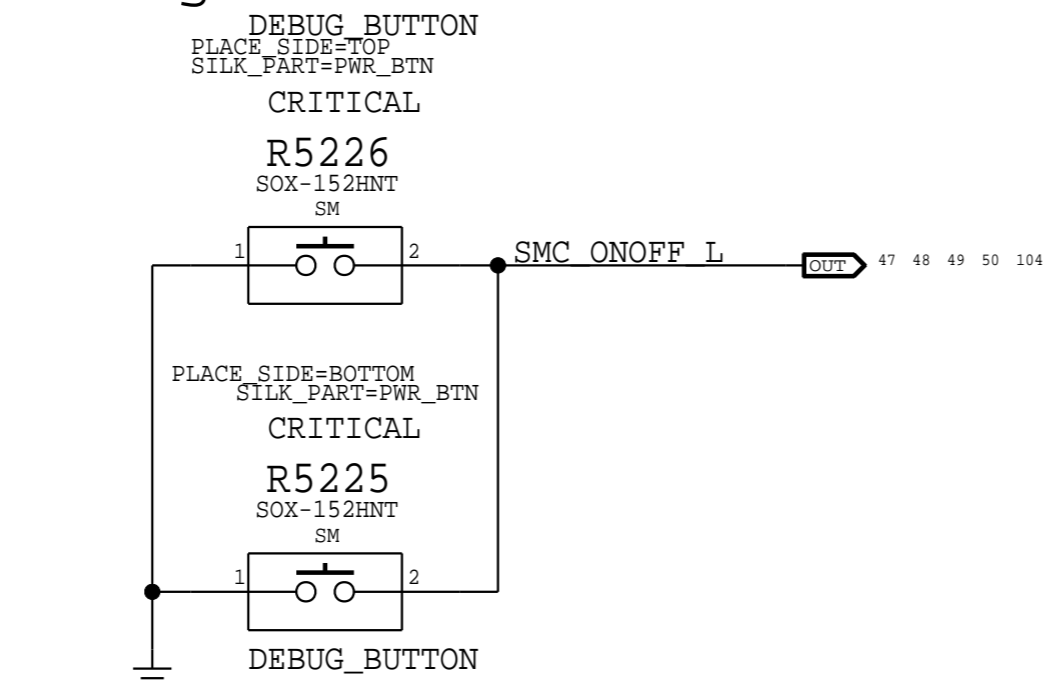 DEBUG_BUTTON
PLACE_SIDE=TOP
SILK_PART=PWR_BTN
CRITICAL
R5226
SOX-152HNT
SM
1 2
SMC_ONOFF_L
OUT 47 48 49 50 104
PLACE_SIDE=BOTTOM
SILK_PART=PWR_BTN
CRITICAL
R5225
SOX-152HNT
SM
1 2
DEBUG_BUTTON